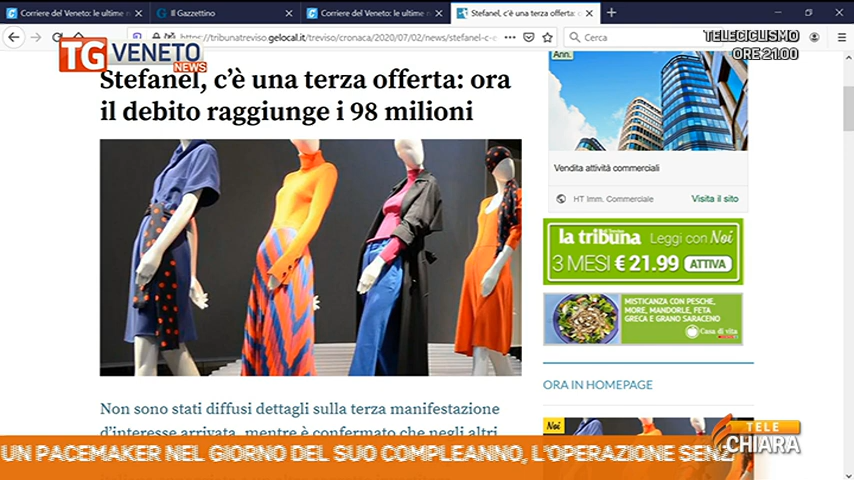 Corriere del Veneto: le ultime n
Il Gazzettino
Corriere del Veneto: le ultime n
Stefanel, c'è una terza offerta: o
https://tribunatreviso.gelocal.it/treviso/cronaca/2020/07/02/news/stefanel-c-c
Cerca
TELECICLISMO
ORE 21.00
TG VENETO
NEWS
Stefanel, c'è una terza offerta: ora
il debito raggiunge i 98 milioni
Ann.
Vendita attività commerciali
HT Imm. Commerciale
Visita il sito
la tribuna Leggi con Noi
3 MESI € 21.99 ATTIVA
MISTICANZA CON PESCHE,
MORE, MANDORLE, FETA
GRECA E GRANO SARACENO
Casa di vita
ORA IN HOMEPAGE
Noi
Non sono stati diffusi dettagli sulla terza manifestazione
d'interesse arrivata, mentre è confermato che negli altri
TELE
CHIARA
UN PACEMAKER NEL GIORNO DEL SUO COMPLEANNO, L'OPERAZIONE SENZ